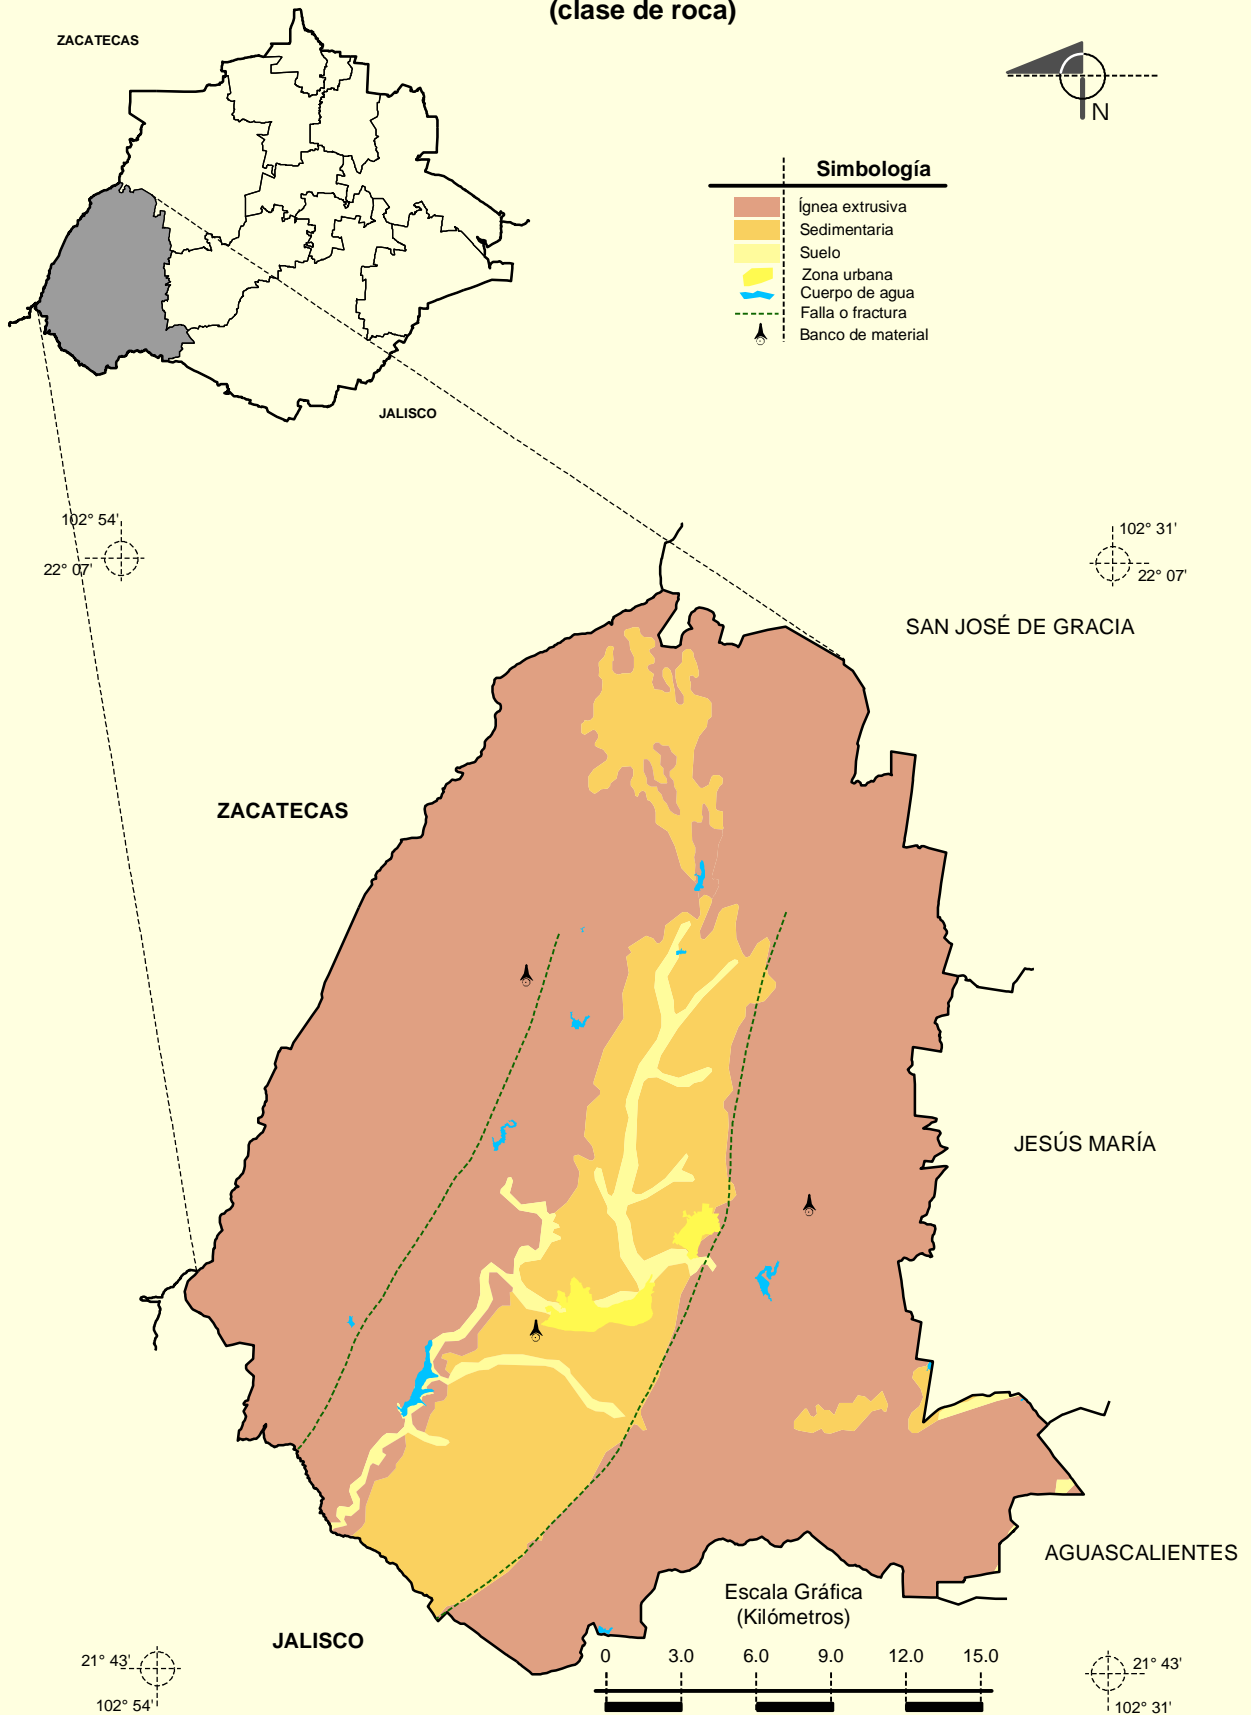 (clase de roca)
ZACATECAS
N
Simbología
Ígnea extrusiva
Sedimentaria
Suelo
Zona urbana
Cuerpo de agua
Falla o fractura
Banco de material
JALISCO
102° 54'
22° 07'
102° 31'
22° 07'
SAN JOSÉ DE GRACIA
ZACATECAS
JESÚS MARÍA
AGUASCALIENTES
Escala Gráfica
(Kilómetros)
JALISCO
0 3.0 6.0 9.0 12.0 15.0
21° 43'
102° 54'
21° 43'
102° 31'